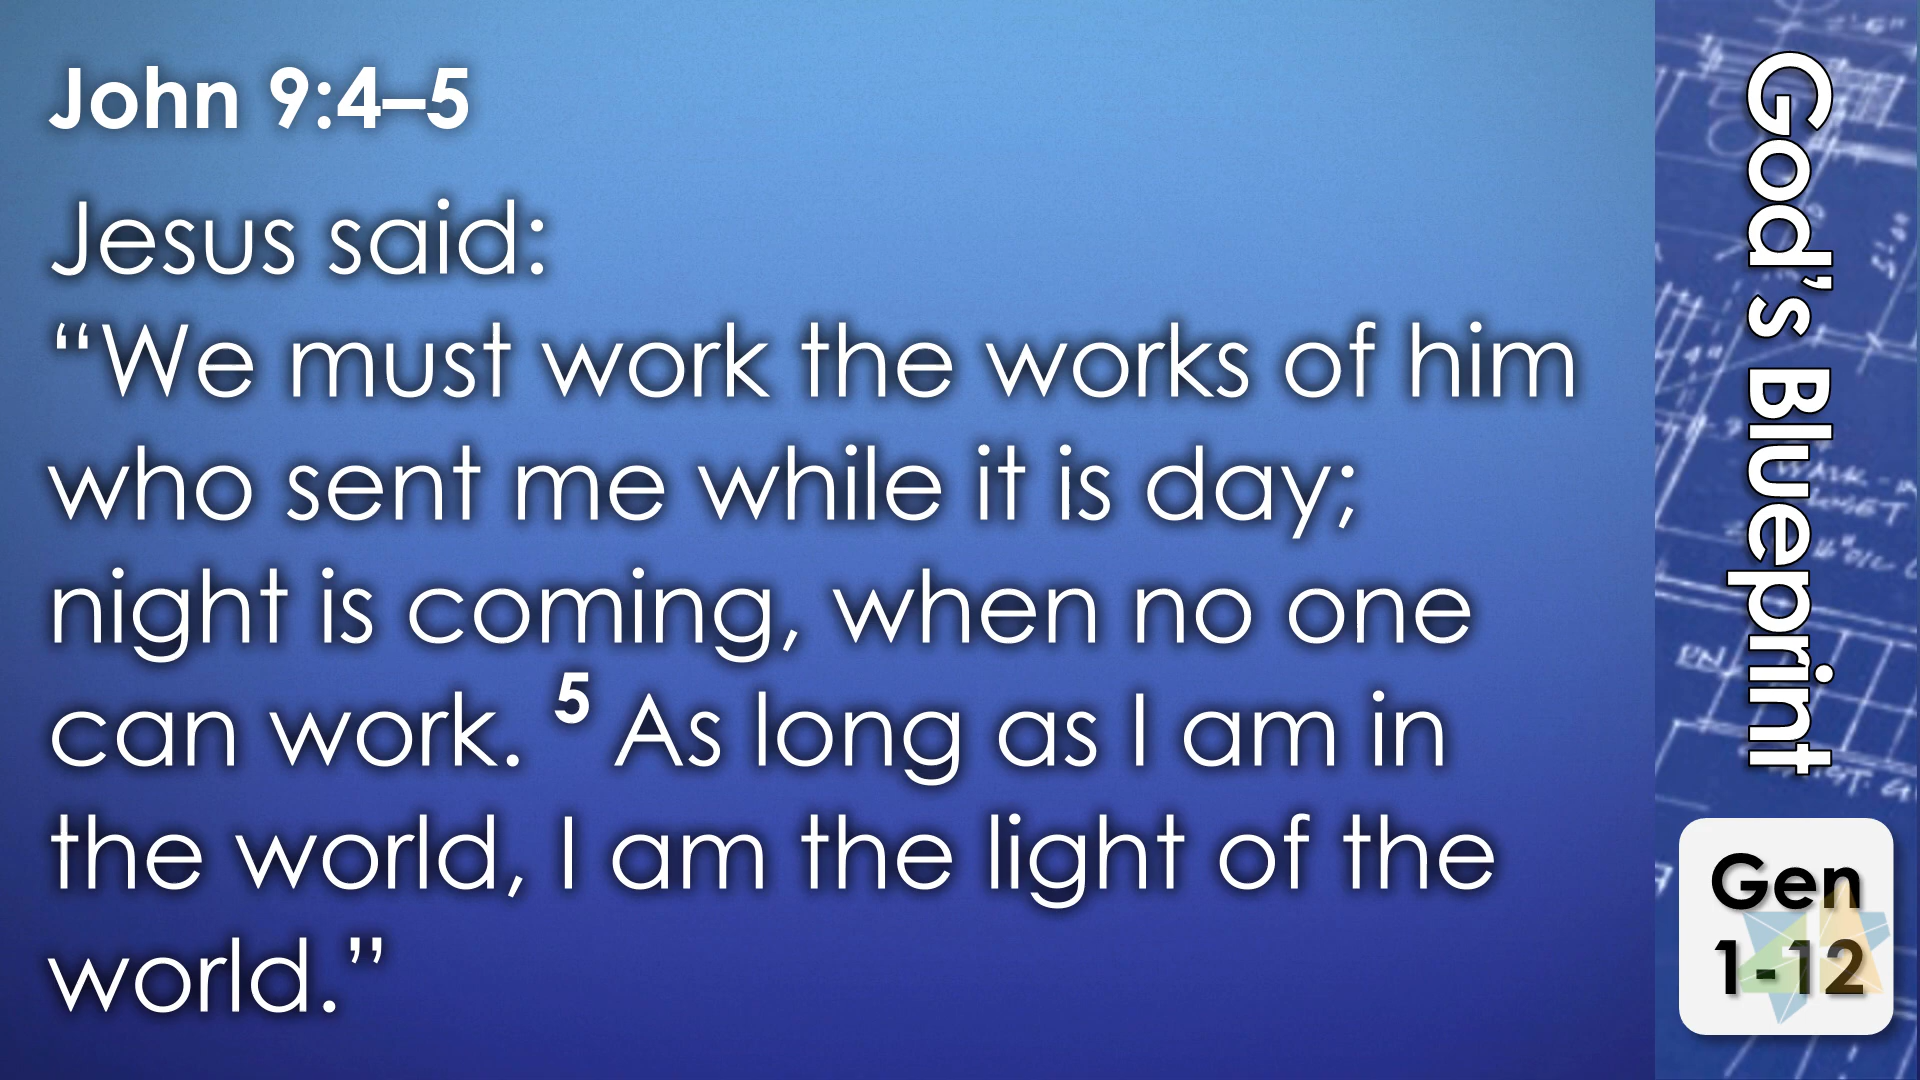 John 9:4–5
Jesus said:
“We must work the works of him
who sent me while it is day;
night is coming, when no one
can work. 5 As long as I am in
the world, I am the light of the
world.”
God's Blueprint
Gen
1-12
2'-6"